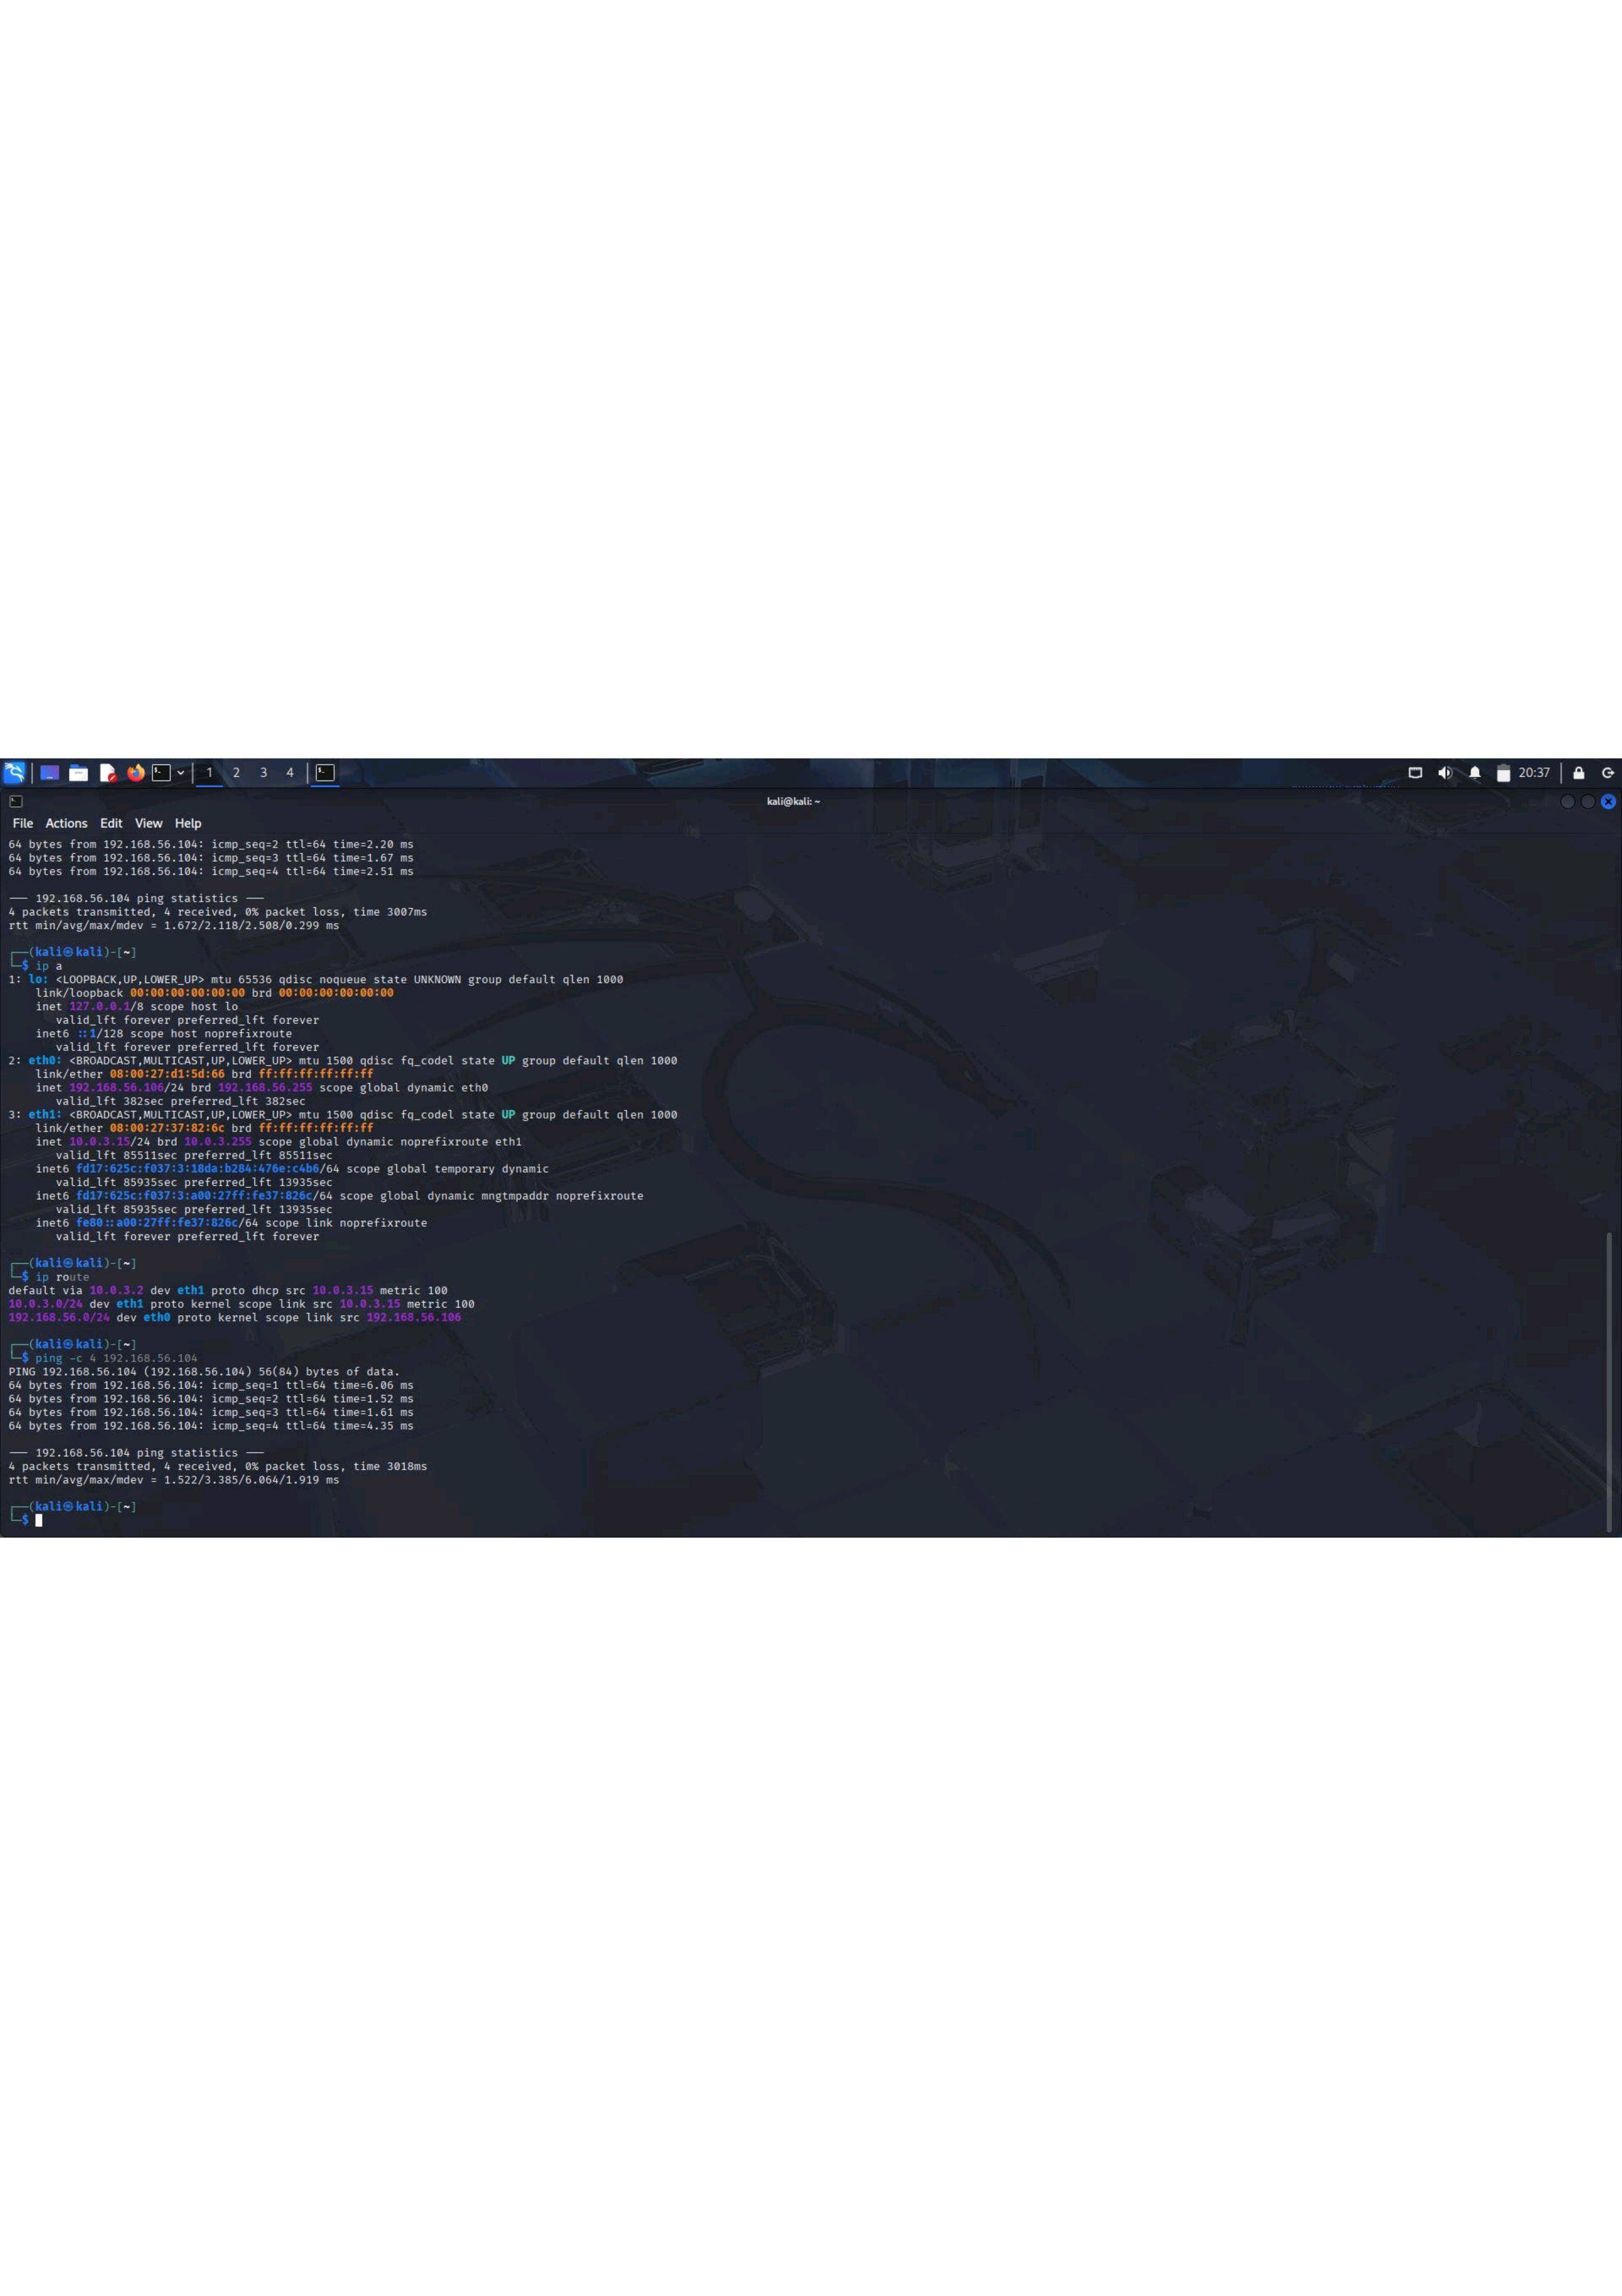 1 2 3 4 20:37
kali@kali: ~
File Actions Edit View Help
64 bytes from 192.168.56.104: icmp_seq=2 ttl=64 time=2.20 ms
64 bytes from 192.168.56.104: icmp_seq=3 ttl=64 time=1.67 ms
64 bytes from 192.168.56.104: icmp_seq=4 ttl=64 time=2.51 ms
— 192.168.56.104 ping statistics —
4 packets transmitted, 4 received, 0% packet loss, time 3007ms
rtt min/avg/max/mdev = 1.672/2.118/2.508/0.299 ms
┌──(kali㉿kali)-[~]
└─$ ip a
1: lo: <LOOPBACK,UP,LOWER_UP> mtu 65536 qdisc noqueue state UNKNOWN group default qlen 1000
link/loopback 00:00:00:00:00:00 brd 00:00:00:00:00:00
inet 127.0.0.1/8 scope host lo
valid_lft forever preferred_lft forever
inet6 ::1/128 scope host noprefixroute
valid_lft forever preferred_lft forever
2: eth0: <BROADCAST,MULTICAST,UP,LOWER_UP> mtu 1500 qdisc fq_codel state UP group default qlen 1000
link/ether 08:00:27:d1:5d:66 brd ff:ff:ff:ff:ff:ff
inet 192.168.56.106/24 brd 192.168.56.255 scope global dynamic eth0
valid_lft 382sec preferred_lft 382sec
3: eth1: <BROADCAST,MULTICAST,UP,LOWER_UP> mtu 1500 qdisc fq_codel state UP group default qlen 1000
link/ether 08:00:27:37:82:6c brd ff:ff:ff:ff:ff:ff
inet 10.0.3.15/24 brd 10.0.3.255 scope global dynamic noprefixroute eth1
valid_lft 85511sec preferred_lft 85511sec
inet6 fd17:625c:f037:3:18da:b284:476e:c4b6/64 scope global temporary dynamic
valid_lft 85935sec preferred_lft 13935sec
inet6 fd17:625c:f037:3:a00:27ff:fe37:826c/64 scope global dynamic mngtmpaddr noprefixroute
valid_lft 85935sec preferred_lft 13935sec
inet6 fe80::a00:27ff:fe37:826c/64 scope link noprefixroute
valid_lft forever preferred_lft forever
┌──(kali㉿kali)-[~]
└─$ ip route
default via 10.0.3.2 dev eth1 proto dhcp src 10.0.3.15 metric 100
10.0.3.0/24 dev eth1 proto kernel scope link src 10.0.3.15 metric 100
192.168.56.0/24 dev eth0 proto kernel scope link src 192.168.56.106
┌──(kali㉿kali)-[~]
└─$ ping -c 4 192.168.56.104
PING 192.168.56.104 (192.168.56.104) 56(84) bytes of data.
64 bytes from 192.168.56.104: icmp_seq=1 ttl=64 time=6.06 ms
64 bytes from 192.168.56.104: icmp_seq=2 ttl=64 time=1.52 ms
64 bytes from 192.168.56.104: icmp_seq=3 ttl=64 time=1.61 ms
64 bytes from 192.168.56.104: icmp_seq=4 ttl=64 time=4.35 ms
— 192.168.56.104 ping statistics —
4 packets transmitted, 4 received, 0% packet loss, time 3018ms
rtt min/avg/max/mdev = 1.522/3.385/6.064/1.919 ms
┌──(kali㉿kali)-[~]
└─$